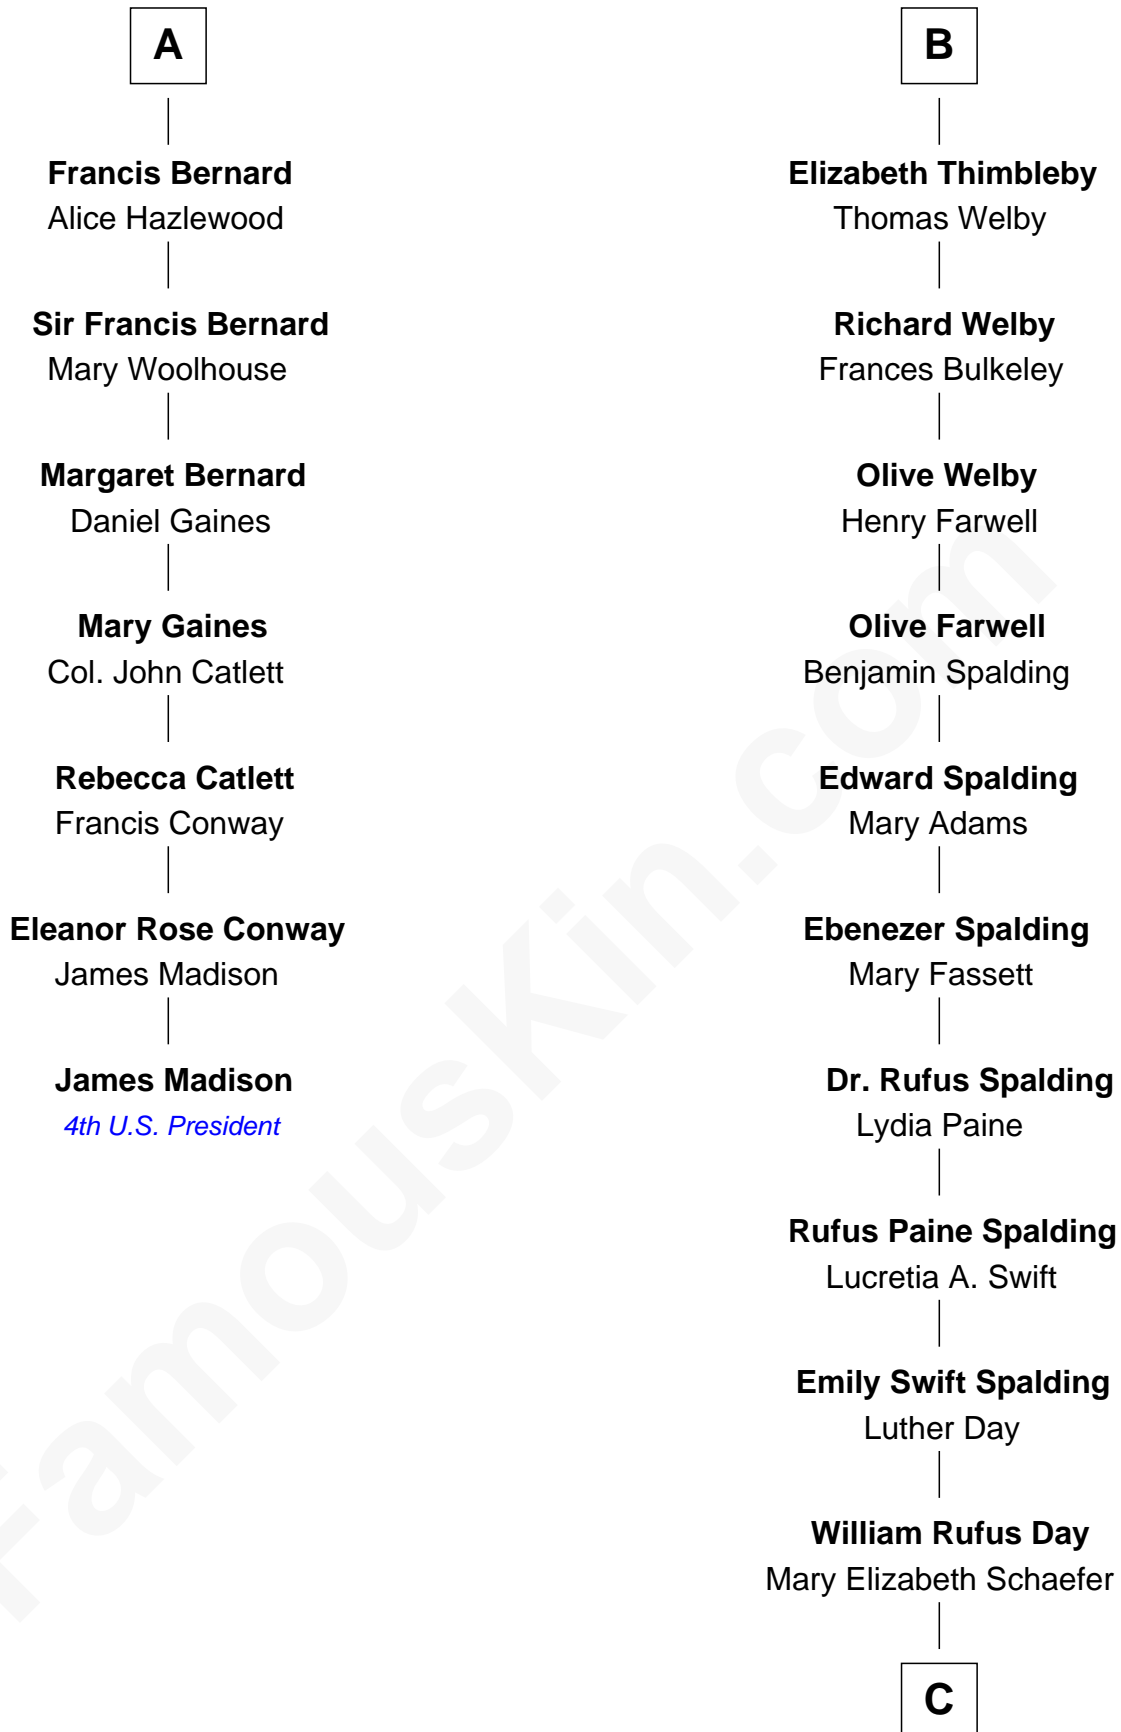 A
Francis Bernard
Alice Hazlewood
Sir Francis Bernard
Mary Woolhouse
Margaret Bernard
Daniel Gaines
Mary Gaines
Col. John Catlett
Rebecca Catlett
Francis Conway
Eleanor Rose Conway
James Madison
James Madison
4th U.S. President
B
Elizabeth Thimbleby
Thomas Welby
Richard Welby
Frances Bulkeley
Olive Welby
Henry Farwell
Olive Farwell
Benjamin Spalding
Edward Spalding
Mary Adams
Ebenezer Spalding
Mary Fassett
Dr. Rufus Spalding
Lydia Paine
Rufus Paine Spalding
Lucretia A. Swift
Emily Swift Spalding
Luther Day
William Rufus Day
Mary Elizabeth Schaefer
C
FamousKin.com